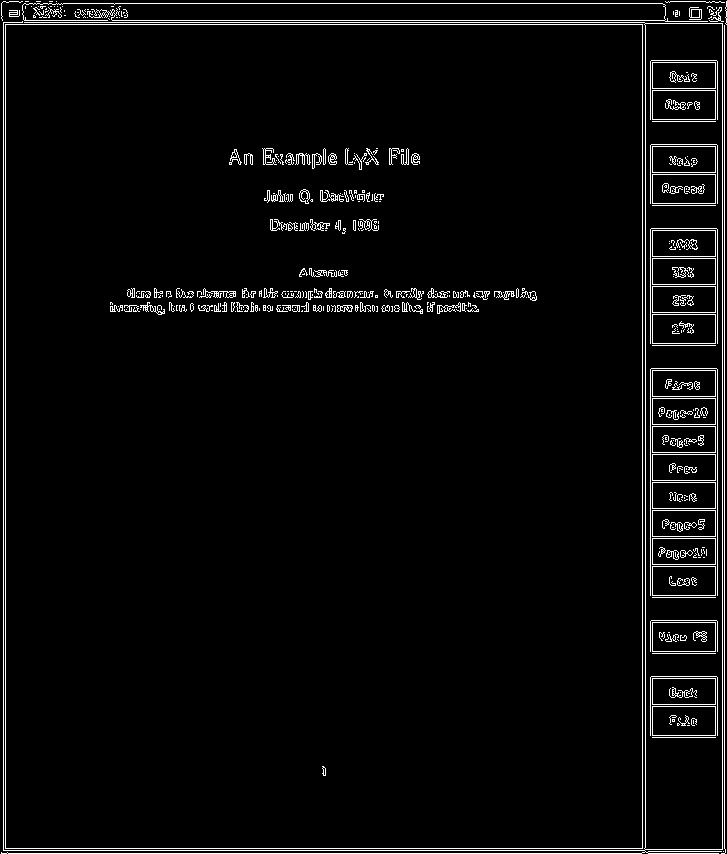 XDVI: example
An Example LyX File
John Q. DocWriter
December 4, 1998
Abstract
Here is a fine abstract for this example document. It really does not say anything
interesting, but I would like it to extend to more than one line, if possible.
1
Quit
Abort
Help
Reread
100%
33%
25%
17%
First
Page-10
Page-5
Prev
Next
Page+5
Page+10
Last
View PS
Back
File